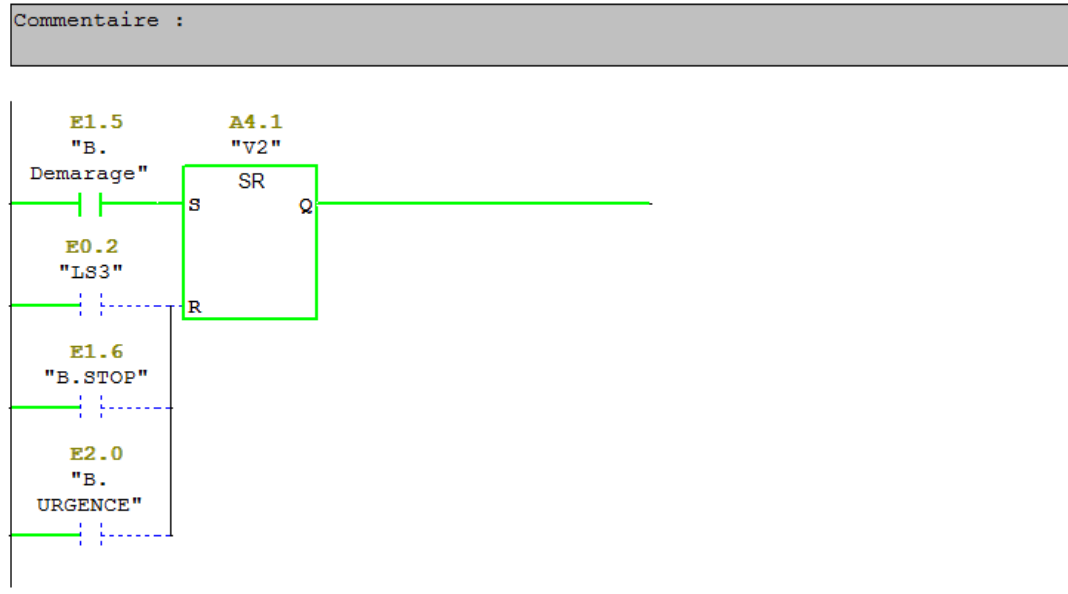 Commentaire :
E1.5
"B.
Demarage"
A4.1
"V2"
SR
S
Q
E0.2
"LS3"
R
E1.6
"B.STOP"
E2.0
"B.
URGENCE"